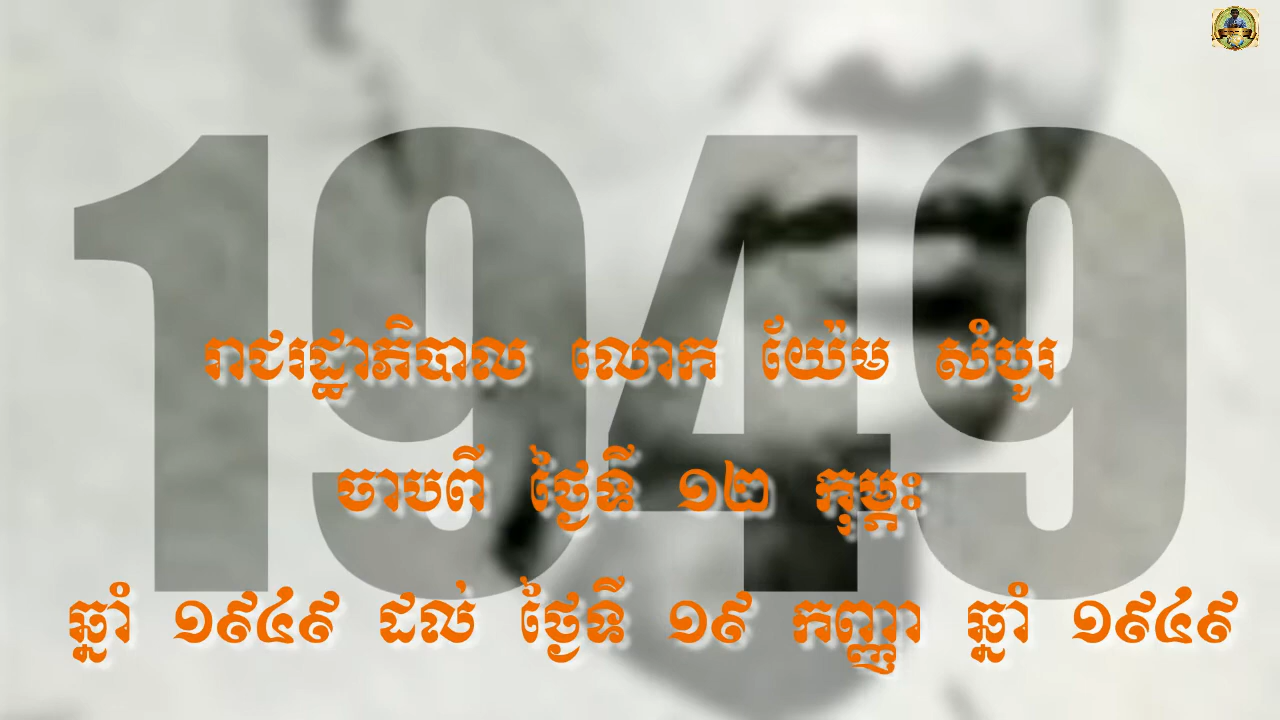 1949
រាជរដ្ឋាភិបាល លោក យ៉ែម សំបូរ
ចាបពី ថ្ងៃទី ១២ កុម្ភះ
ឆ្នាំ ១៩៤៩ ដល់ ថ្ងៃទី ១៩ កញ្ញា ឆ្នាំ ១៩៤៩